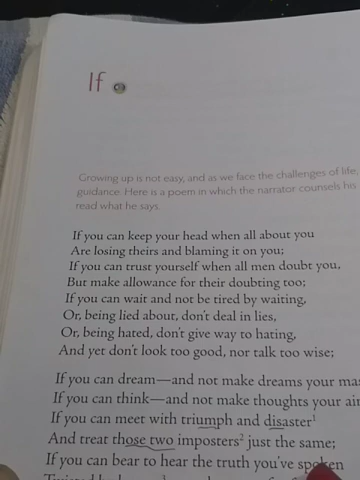 If
Growing up is not easy, and as we face the challenges of life,
guidance. Here is a poem in which the narrator counsels his
read what he says.
If you can keep your head when all about you
Are losing theirs and blaming it on you;
If you can trust yourself when all men doubt you,
But make allowance for their doubting too;
If you can wait and not be tired by waiting,
Or, being lied about, don't deal in lies,
Or, being hated, don't give way to hating,
And yet don't look too good, nor talk too wise;
If you can dream—and not make dreams your
If you can think—and not make thoughts your
If you can meet with triumph and disaster¹
And treat those two imposters² just the same;
If you can bear to hear the truth you've spoken